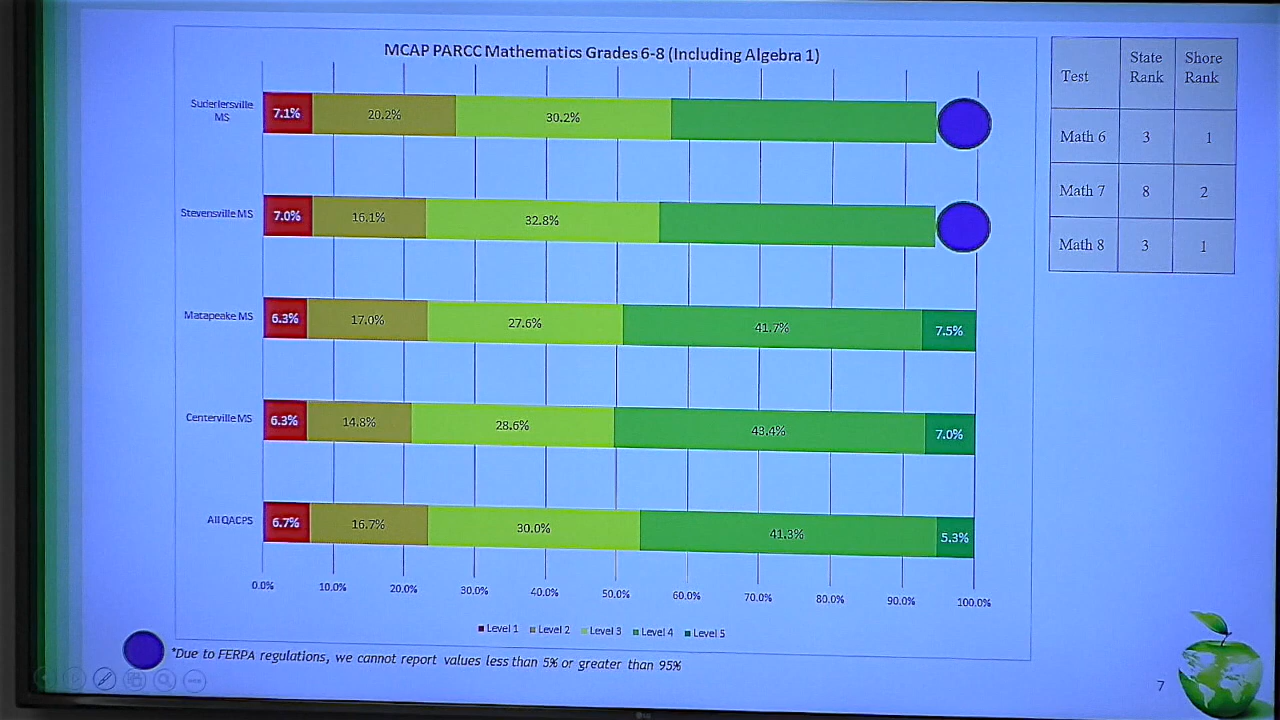 MCAP PARCC Mathematics Grades 6-8 (Including Algebra 1)
Sudlersville
MS
7.1%
20.2%
30.2%
Stevensville MS
7.0%
16.1%
32.8%
Matapeake MS
6.3%
17.0%
27.6%
41.7%
7.5%
Centerville MS
6.3%
14.8%
28.6%
43.4%
7.0%
All QACPS
6.7%
16.7%
30.0%
41.3%
5.3%
0.0% 10.0% 20.0% 30.0% 40.0% 50.0% 60.0% 70.0% 80.0% 90.0% 100.0%
Level 1 Level 2 Level 3 Level 4 Level 5
*Due to FERPA regulations, we cannot report values less than 5% or greater than 95%
Test State Rank Shore Rank
Math 6 3 1
Math 7 8 2
Math 8 3 1
7
LG